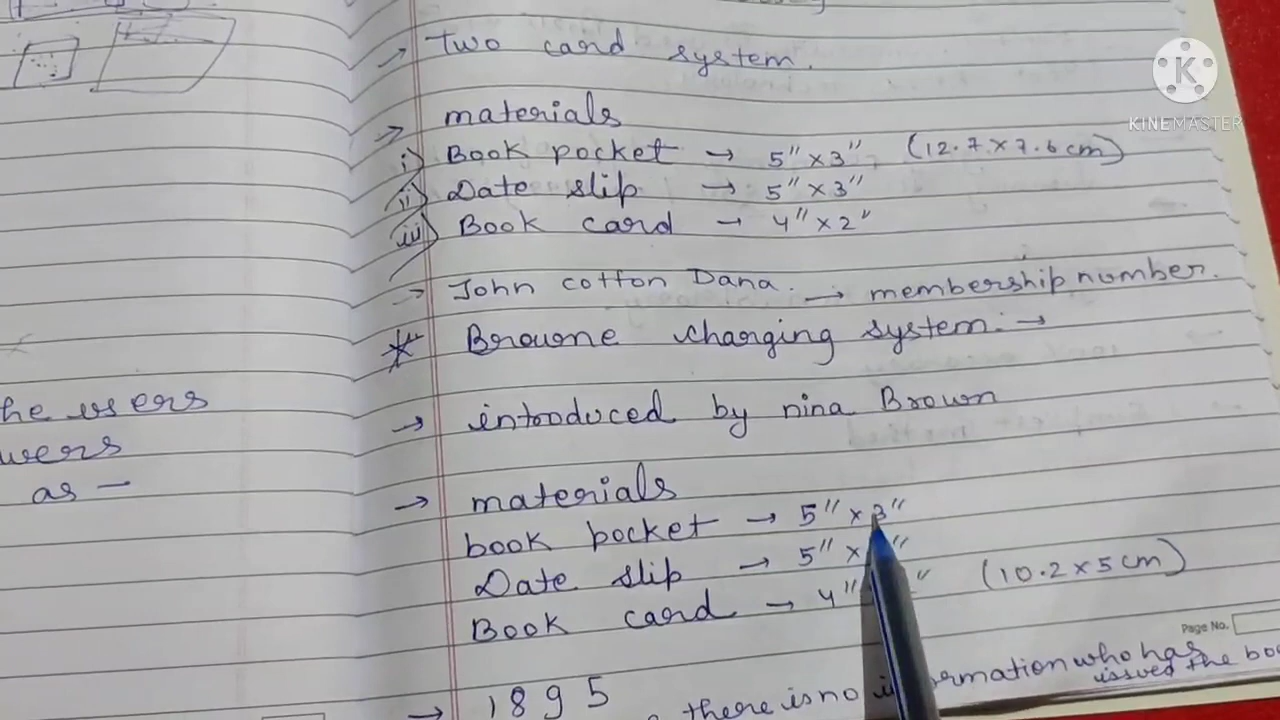 → Two card system.
→ materials
i) Book pocket → 5" x 3" (12.7 x 7.6 cm)
ii) Date slip → 5" x 3"
iii) Book card → 4" x 2"
→ John cotton Dana. → membership number.
* Broune charging system. →
→ introduced by nina Brown
→ materials
book pocket → 5" x 3"
Date slip → 5" x
Book card → 4" (10.2 x 5 cm)
→ 1895
there is no information who has
issued the
he users
as —
Page No.
K
KINEMASTER